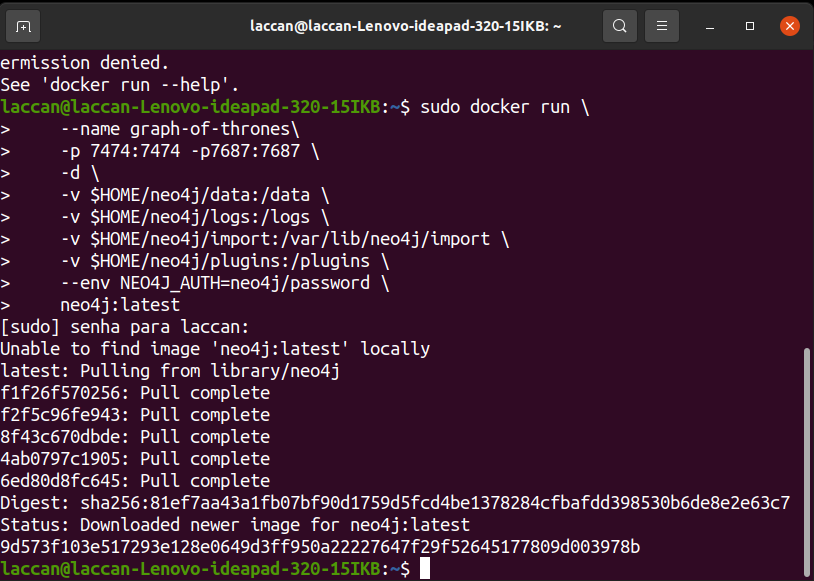 laccan@laccan-Lenovo-ideapad-320-15IKB: ~
ermission denied.
See 'docker run --help'.
laccan@laccan-Lenovo-ideapad-320-15IKB:~$ sudo docker run \
>     --name graph-of-thrones\
>     -p 7474:7474 -p7687:7687 \
>     -d \
>     -v $HOME/neo4j/data:/data \
>     -v $HOME/neo4j/logs:/logs \
>     -v $HOME/neo4j/import:/var/lib/neo4j/import \
>     -v $HOME/neo4j/plugins:/plugins \
>     --env NEO4J_AUTH=neo4j/password \
>     neo4j:latest
[sudo] senha para laccan:
Unable to find image 'neo4j:latest' locally
latest: Pulling from library/neo4j
f1f26f570256: Pull complete
f2f5c96fe943: Pull complete
8f43c670dbde: Pull complete
4ab0797c1905: Pull complete
6ed80d8fc645: Pull complete
Digest: sha256:81ef7aa43a1fb07bf90d1759d5fcd4be1378284cfbafdd398530b6de8e2e63c7
Status: Downloaded newer image for neo4j:latest
9d573f103e517293e128e0649d3ff950a22227647f29f52645177809d003978b
laccan@laccan-Lenovo-ideapad-320-15IKB:~$